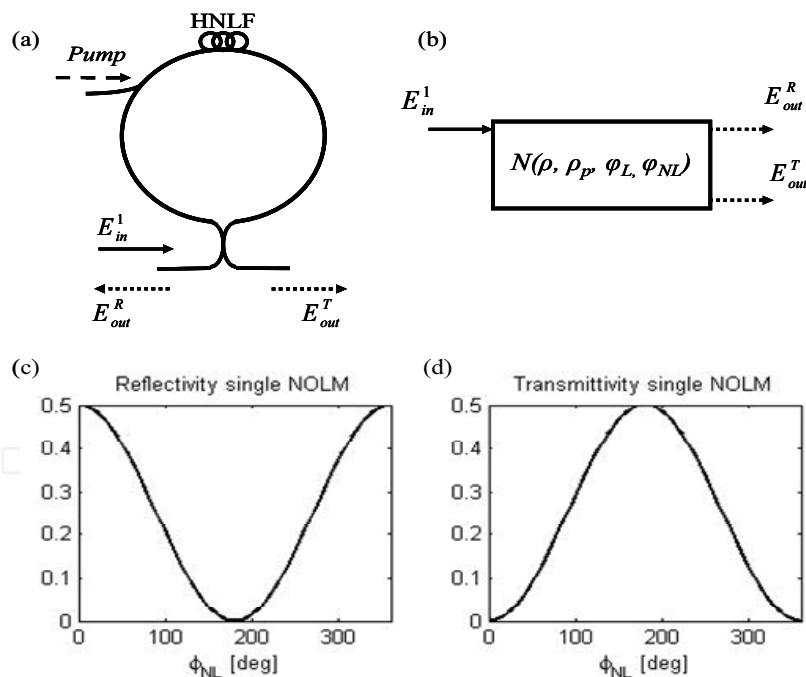 (a)
HNLF
Pump
E_in^1
E_out^R
E_out^T
(b)
E_in^1
N(ρ, ρ_p, φ_L, φ_NL)
E_out^R
E_out^T
(c)
Reflectivity single NOLM
0.5
0.4
0.3
0.2
0.1
0
0 100 200 300
ϕ_NL [deg]
(d)
Transmittivity single NOLM
0.5
0.4
0.3
0.2
0.1
0
0 100 200 300
ϕ_NL [deg]